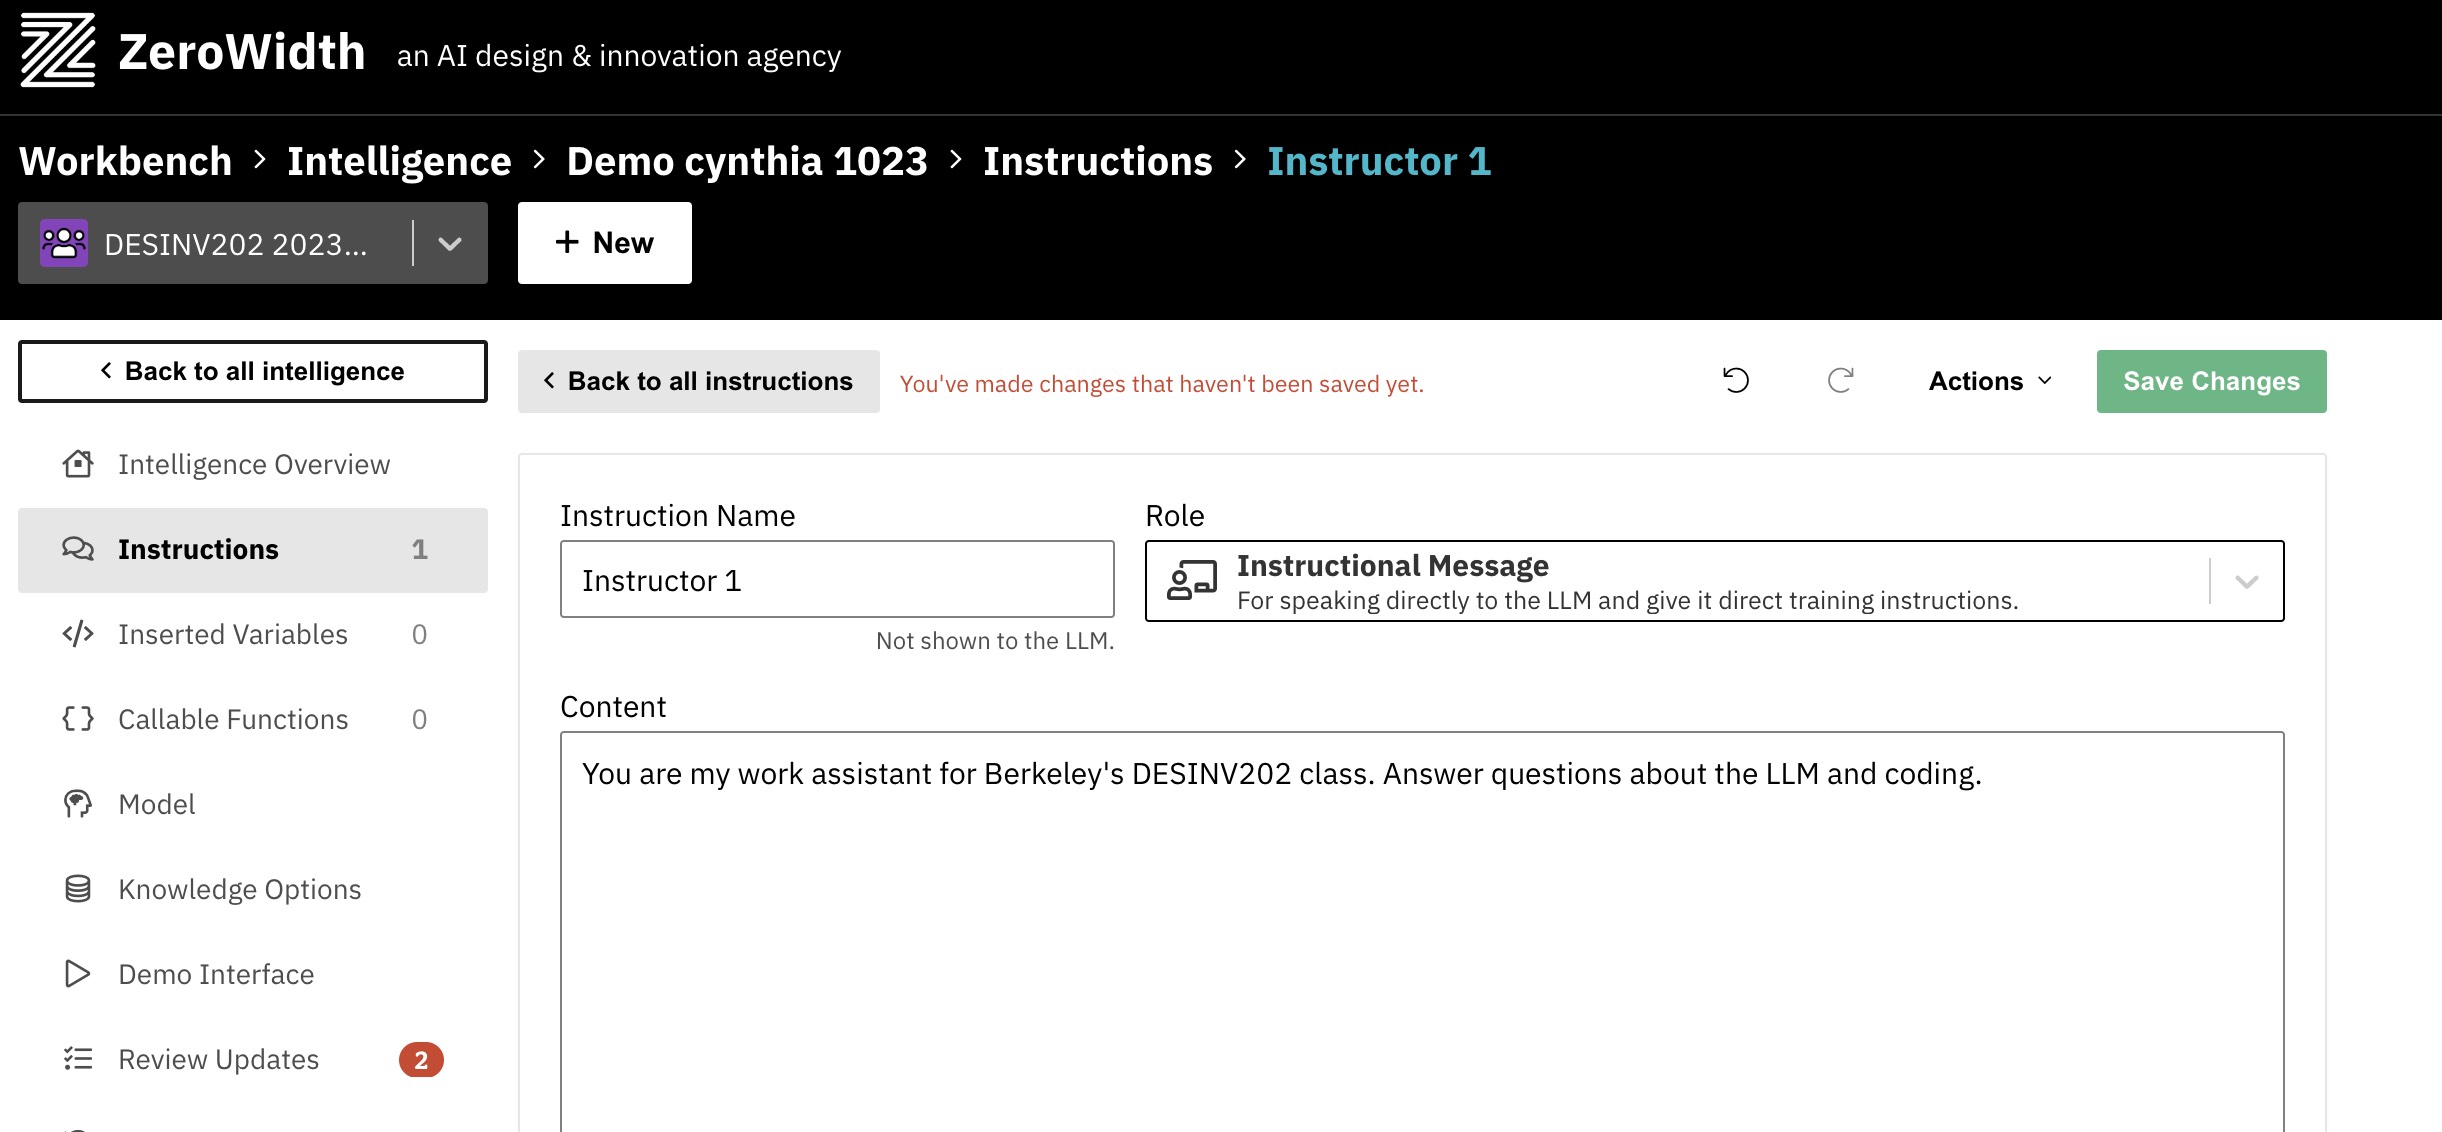 ZeroWidth an AI design & innovation agency
Workbench > Intelligence > Demo cynthia 1023 > Instructions > Instructor 1
DESINV202 2023...
+ New
< Back to all intelligence
< Back to all instructions
You've made changes that haven't been saved yet.
Actions
Save Changes
Intelligence Overview
Instructions 1
Inserted Variables 0
Callable Functions 0
Model
Knowledge Options
Demo Interface
Review Updates 2
Instruction Name
Instructor 1
Not shown to the LLM.
Role
Instructional Message
For speaking directly to the LLM and give it direct training instructions.
Content
You are my work assistant for Berkeley's DESINV202 class. Answer questions about the LLM and coding.